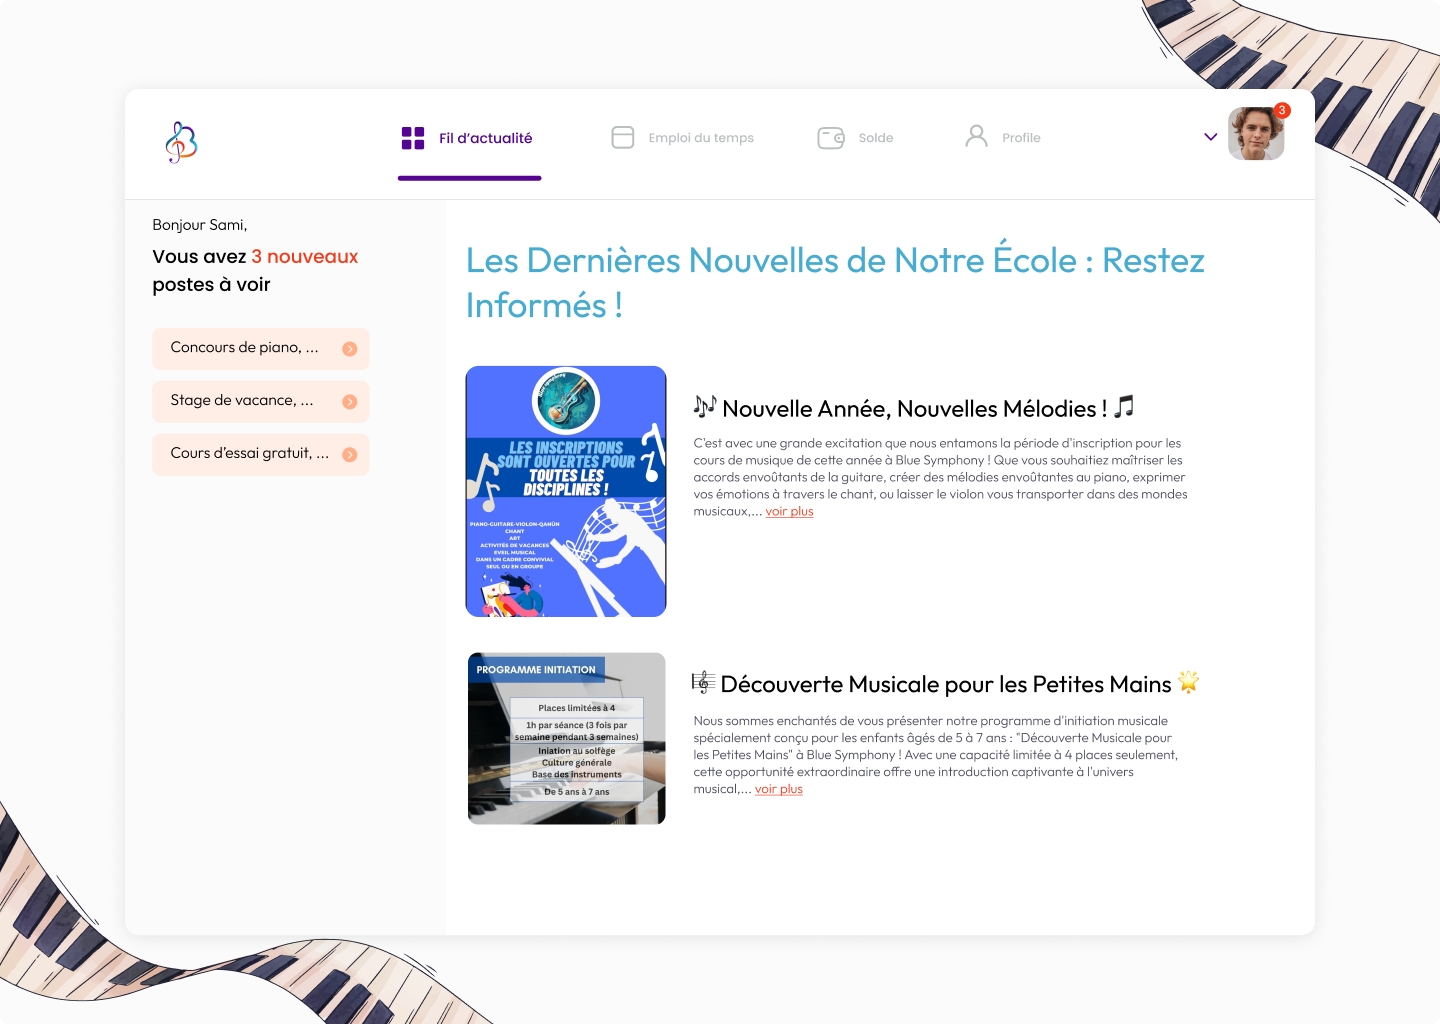 Fil d’actualité
Emploi du temps
Solde
Profile
3
Bonjour Sami,
Vous avez 3 nouveaux
postes à voir
Concours de piano, ...
Stage de vacance, ...
Cours d’essai gratuit, ...
Les Dernières Nouvelles de Notre École : Restez
Informés !
LES INSCRIPTIONS
SONT OUVERTES POUR
TOUTES LES
DISCIPLINES !
PIANO-GUITARE-VIOLON-QANÛN
CHANT
ART
ACTIVITÉS DE VACANCES
EVEIL MUSICAL
DANS UN CADRE CONVIVIAL
SEUL OU EN GROUPE
🎶 Nouvelle Année, Nouvelles Mélodies ! 🎵
C'est avec une grande excitation que nous entamons la période d'inscription pour les
cours de musique de cette année à Blue Symphony ! Que vous souhaitiez maîtriser les
accords envoûtants de la guitare, créer des mélodies envoûtantes au piano, exprimer
vos émotions à travers le chant, ou laisser le violon vous transporter dans des mondes
musicaux,... voir plus
PROGRAMME INITIATION
Places limitées à 4
1h par séance (3 fois par
semaine pendant 3 semaines)
Iniation au solfège
Culture générale
Base des instruments
De 5 ans à 7 ans
🎼 Découverte Musicale pour les Petites Mains 🌟
Nous sommes enchantés de vous présenter notre programme d'initiation musicale
spécialement conçu pour les enfants âgés de 5 à 7 ans : "Découverte Musicale pour
les Petites Mains" à Blue Symphony ! Avec une capacité limitée à 4 places seulement,
cette opportunité extraordinaire offre une introduction captivante à l'univers
musical,... voir plus